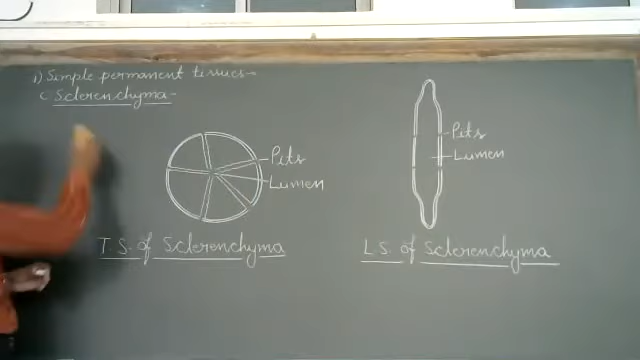 1) Simple permanent tissues-
c. Sclerenchyma-
Pits
Lumen
T.S. of Sclerenchyma
Pits
Lumen
L.S. of Sclerenchyma